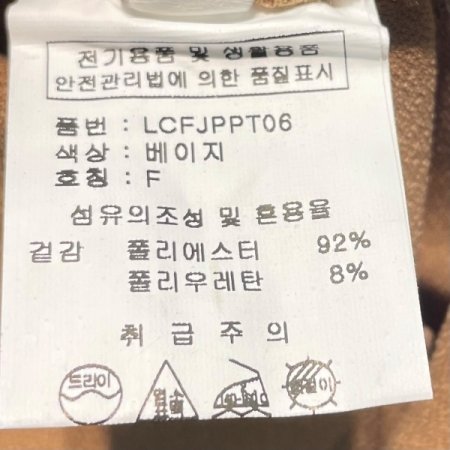 전기용품 및 생활용품
안전관리법에 의한 품질표시
품번 : LCFJPPT06
색상 : 베이지
호칭 : F
섬유의조성 및 혼용율
겉감 폴리에스터 92%
폴리우레탄 8%
취급주의
드라이